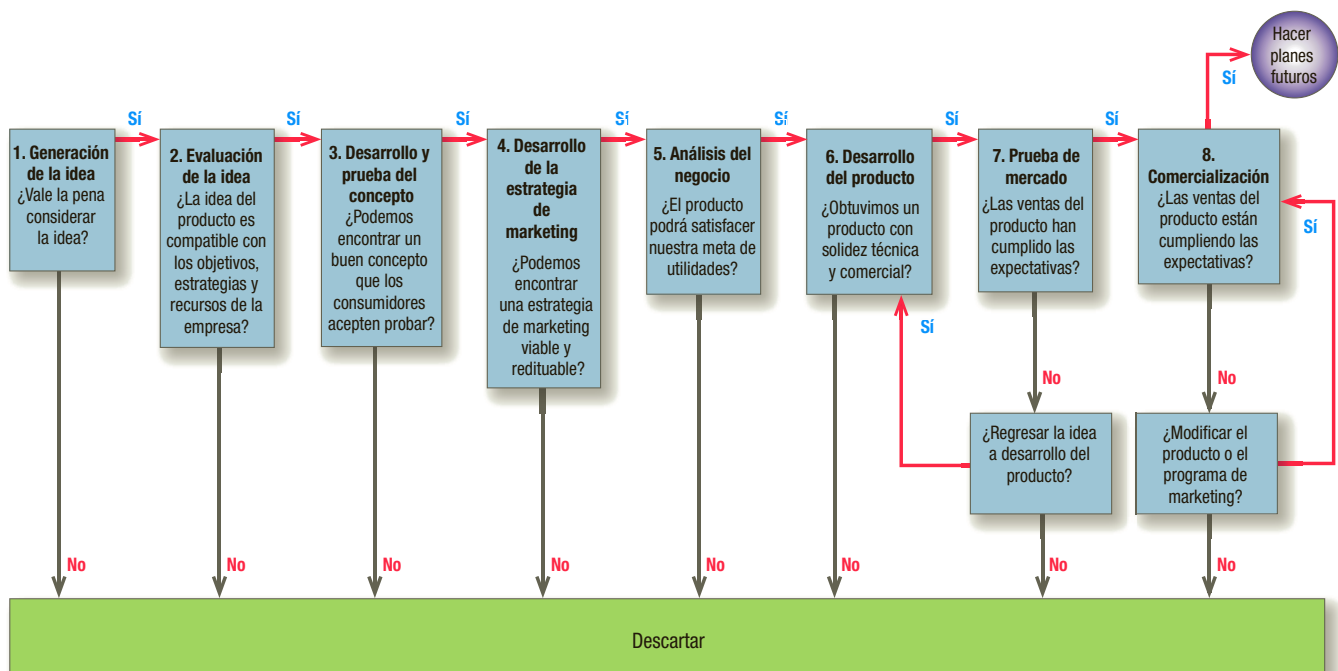 Hacer
planes
futuros
Sí
Sí
Sí
Sí
Sí
Sí
Sí
Sí
1. Generación
de la idea
¿Vale la pena
considerar
la idea?
2. Evaluación
de la idea
¿La idea del
producto es
compatible con
los objetivos,
estrategias y
recursos de la
empresa?
3. Desarrollo y
prueba del
concepto
¿Podemos
encontrar un
buen concepto
que los
consumidores
acepten probar?
4. Desarrollo
de la
estrategia
de
marketing
¿Podemos
encontrar
una estrategia
de marketing
viable y
redituable?
5. Análisis del
negocio
¿El producto
podrá satisfacer
nuestra meta de
utilidades?
6. Desarrollo
del producto
¿Obtuvimos un
producto con
solidez técnica
y comercial?
7. Prueba de
mercado
¿Las ventas del
producto han
cumplido las
expectativas?
8.
Comercialización
¿Las ventas del
producto están
cumpliendo las
expectativas?
Sí
Sí
No
No
¿Regresar la idea
a desarrollo del
producto?
¿Modificar el
producto o el
programa de
marketing?
No
No
No
No
No
No
No
No
Descartar